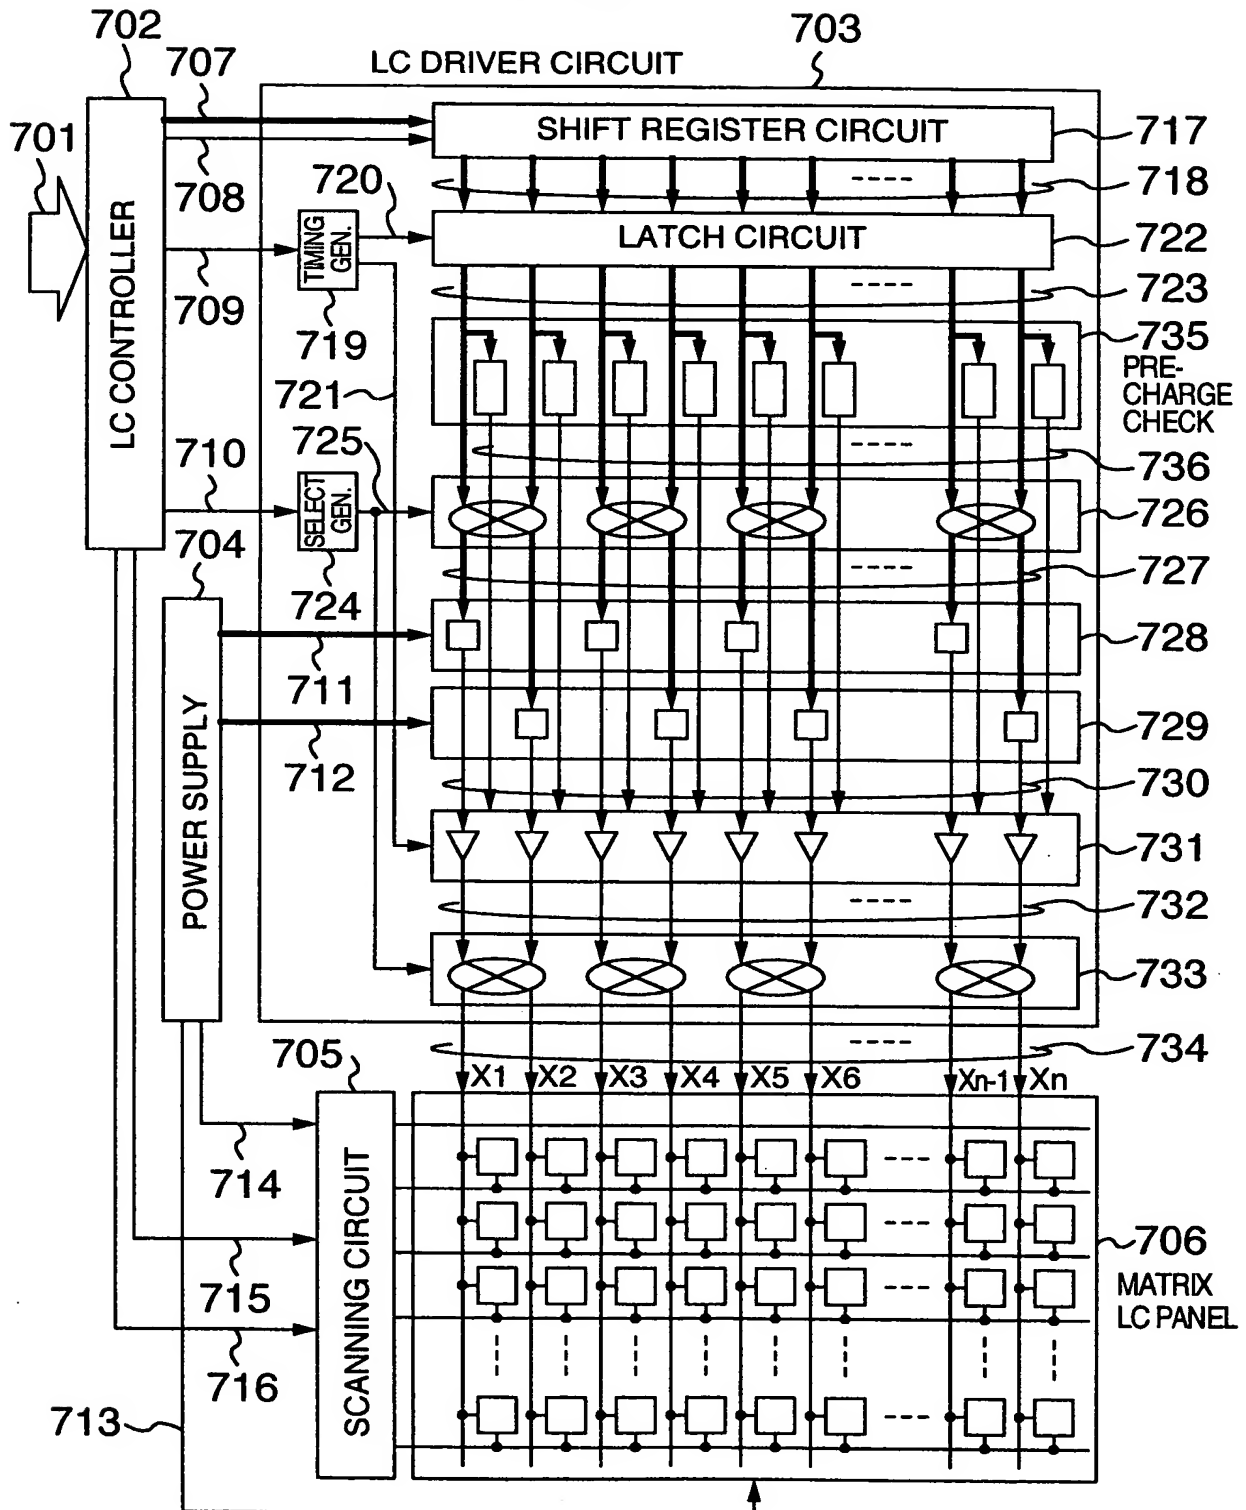 702
703
707
LC DRIVER CIRCUIT
701
SHIFT REGISTER CIRCUIT
717
708
720
718
LC CONTROLLER
TIMING GEN.
LATCH CIRCUIT
722
709
719
723
735
PRE-
CHARGE
CHECK
721
710
725
736
SELECT GEN.
726
704
724
727
728
711
POWER SUPPLY
729
712
730
731
732
733
705
734
X1
X2
X3
X4
X5
X6
Xn-1
Xn
714
SCANNING CIRCUIT
706
MATRIX
LC PANEL
715
716
713